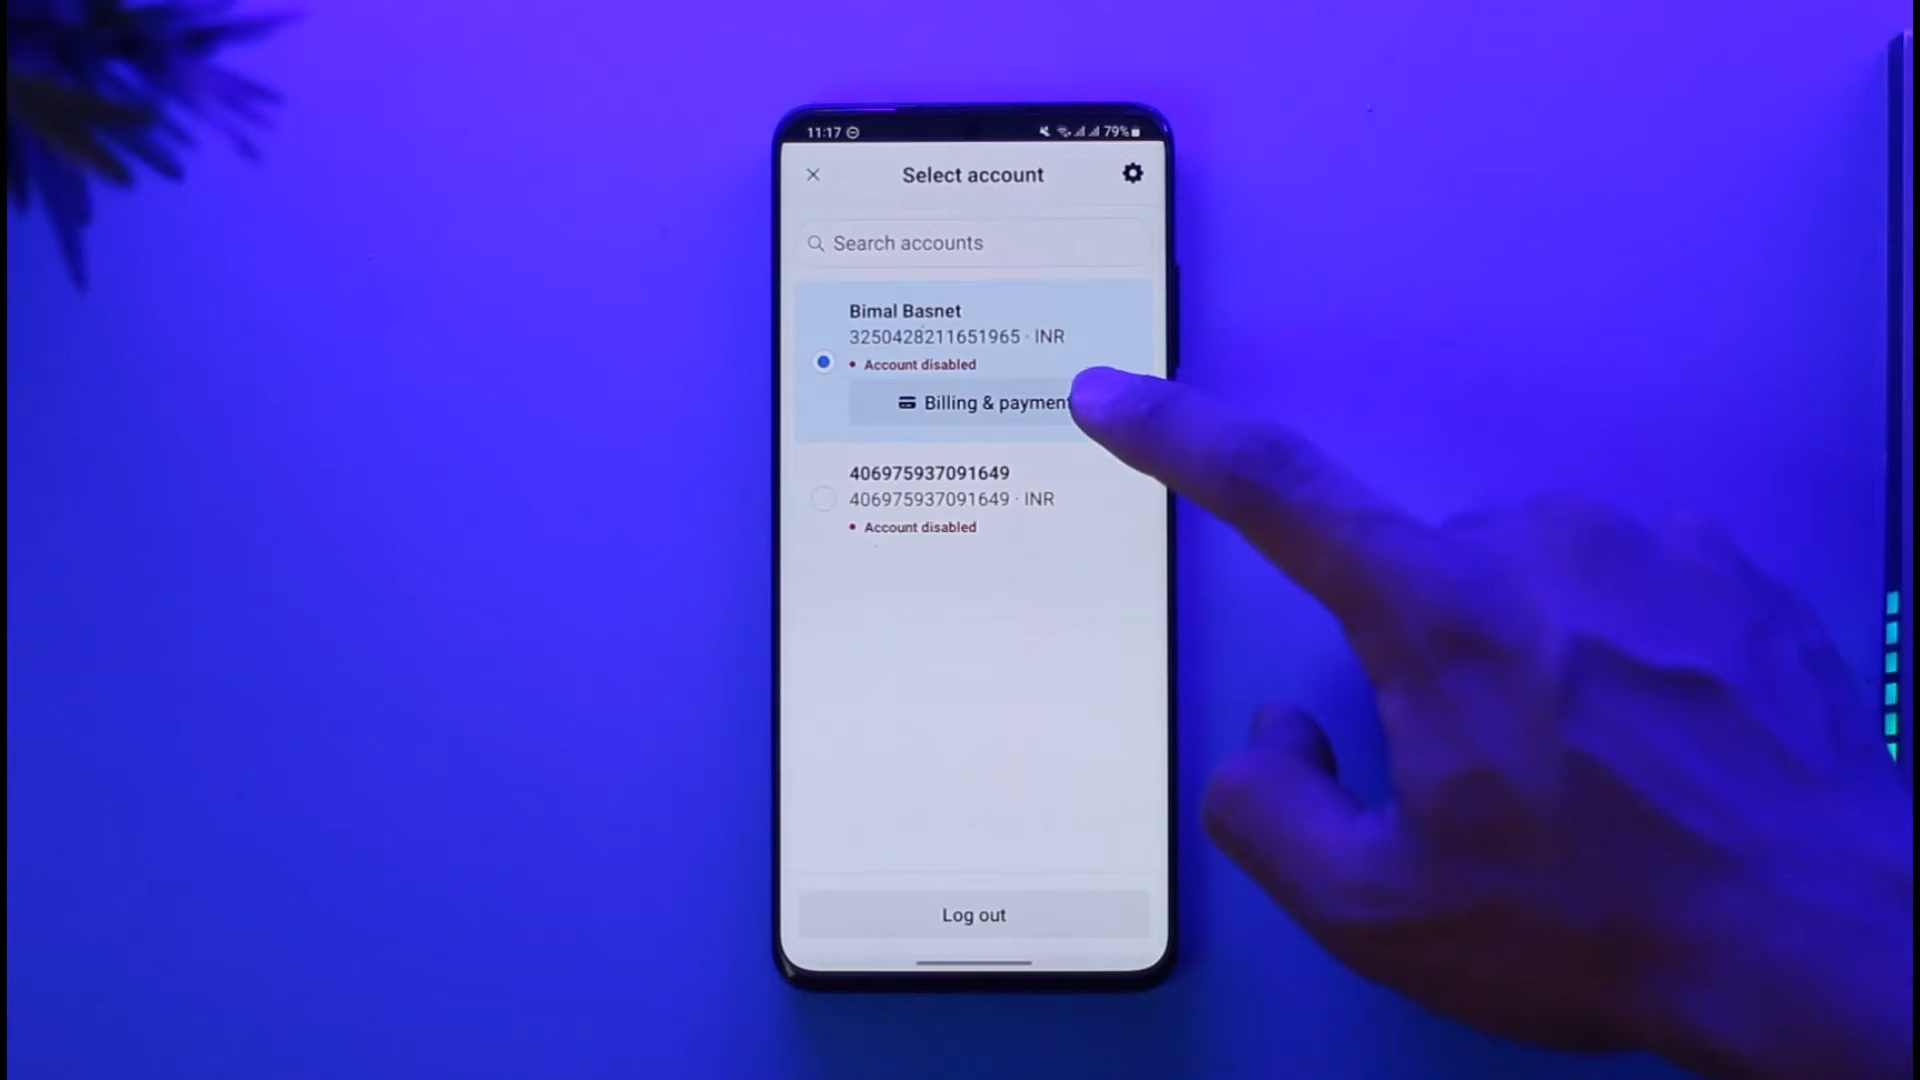 11:17 79%
Select account
Search accounts
Bimal Basnet
3250428211651965 · INR
• Account disabled
Billing & payment
406975937091649
406975937091649 · INR
• Account disabled
Log out